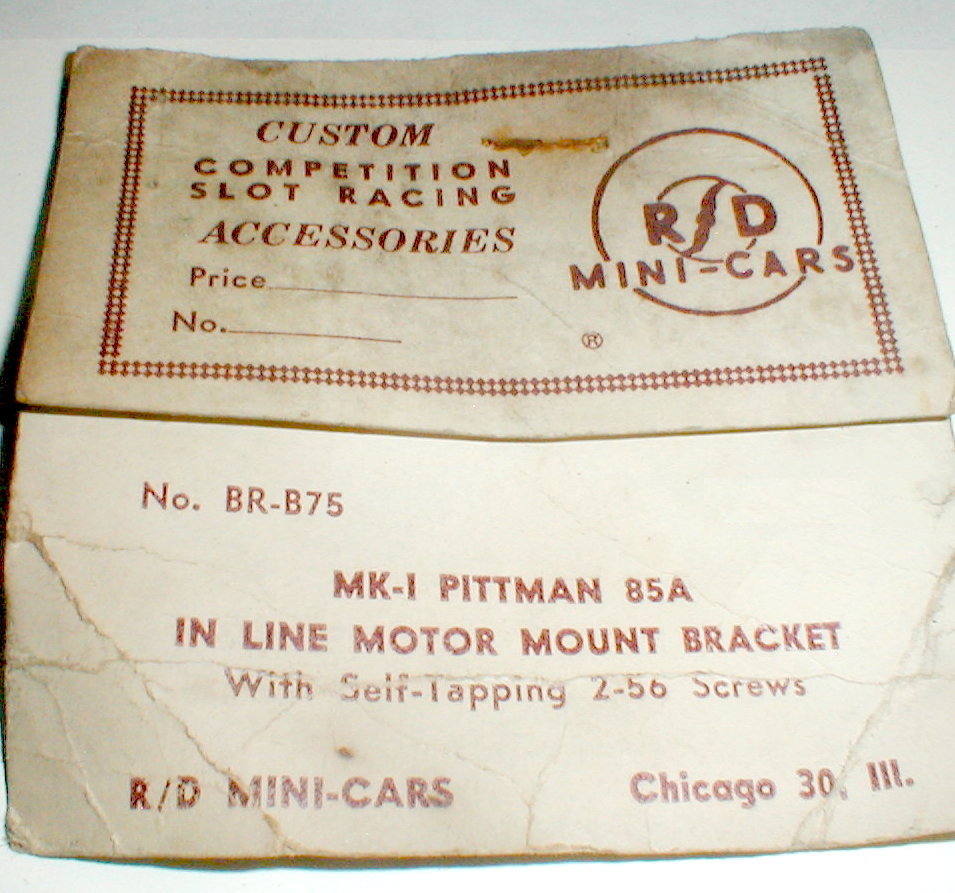 CUSTOM
COMPETITION
SLOT RACING
ACCESSORIES
Price
No.
R/D
MINI-CARS
®
No. BR-B75
MK-I PITTMAN 85A
IN LINE MOTOR MOUNT BRACKET
With Self-Tapping 2-56 Screws
R/D MINI-CARS Chicago 30, Ill.